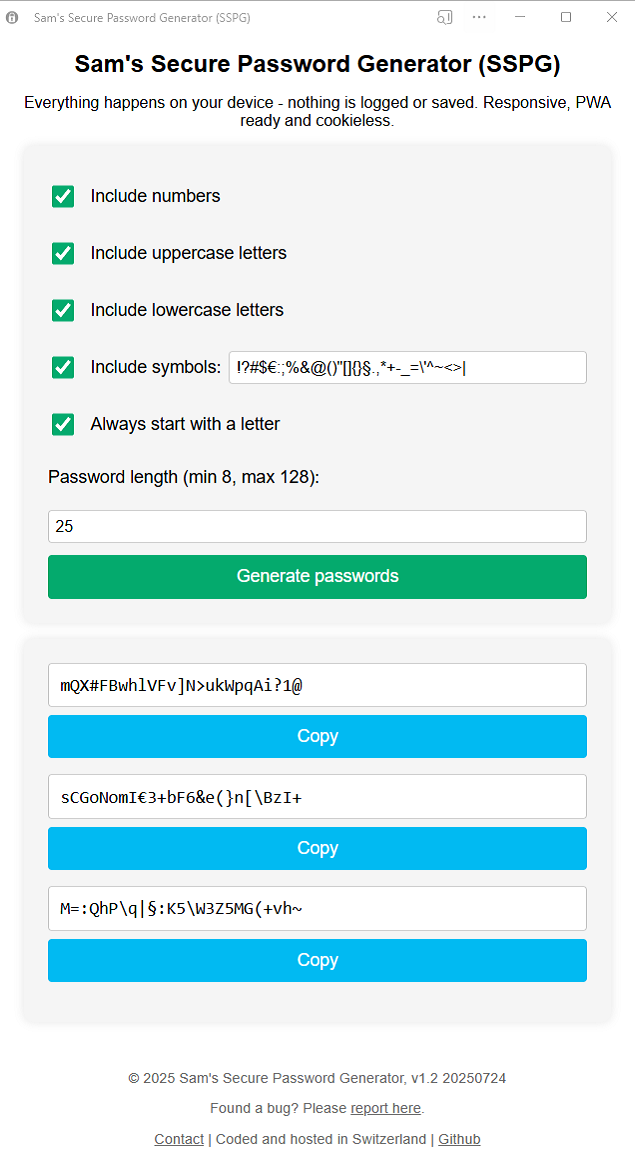 Sam's Secure Password Generator (SSPG)
Sam's Secure Password Generator (SSPG)
Everything happens on your device - nothing is logged or saved. Responsive, PWA
ready and cookieless.
Include numbers
Include uppercase letters
Include lowercase letters
Include symbols: !?#$€:;%&@()"[]{}§.,*+-_=\'^~<>|
Always start with a letter
Password length (min 8, max 128):
25
Generate passwords
mQX#FBwhlVFv]N>ukWpqAi?1@
Copy
sCGoNomI€3+bF6&e(}n[\BzI+
Copy
M=:QhP\q|§:K5\W3Z5MG(+vh~
Copy
© 2025 Sam's Secure Password Generator, v1.2 20250724
Found a bug? Please report here.
Contact | Coded and hosted in Switzerland | Github